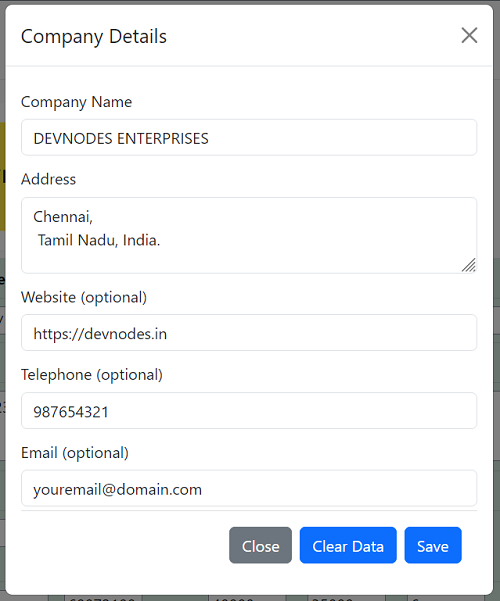 Company Details
Company Name
DEVNODES ENTERPRISES
Address
Chennai,
Tamil Nadu, India.
Website (optional)
https://devnodes.in
Telephone (optional)
987654321
Email (optional)
youremail@domain.com
Close Clear Data Save